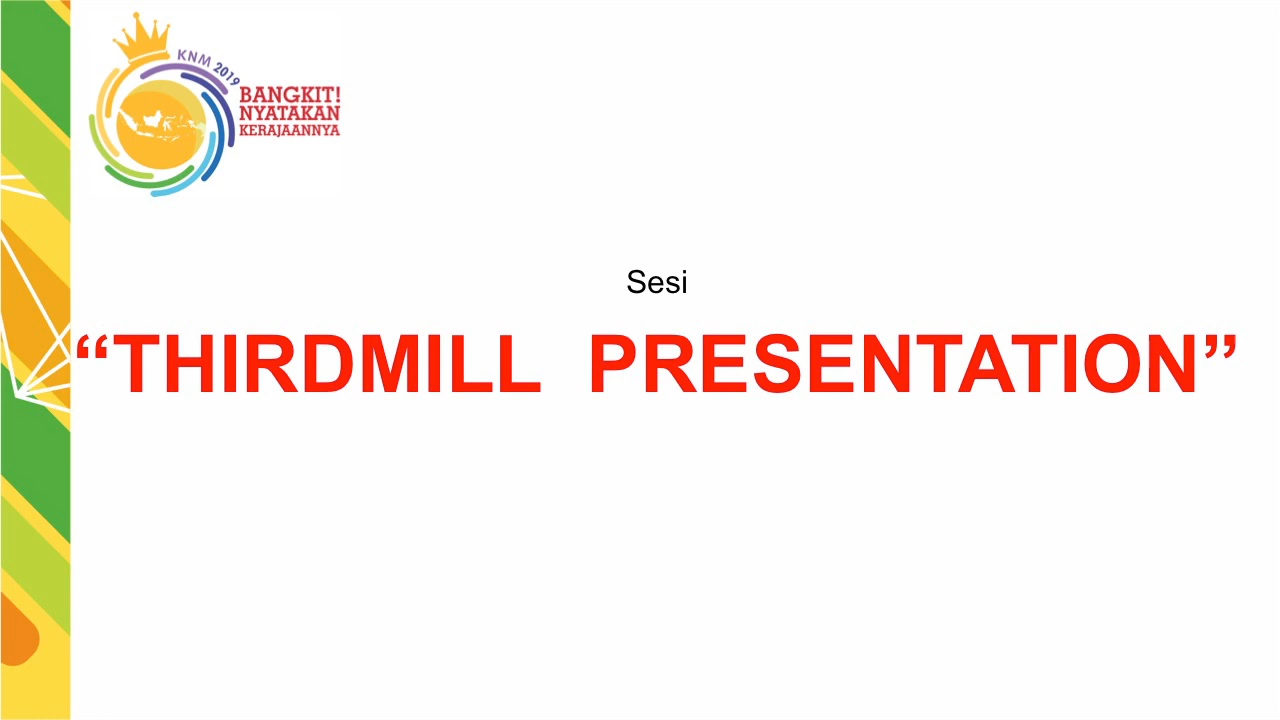 KNM 2019
BANGKIT!
NYATAKAN
KERAJAANNYA
Sesi
“THIRDMILL PRESENTATION”